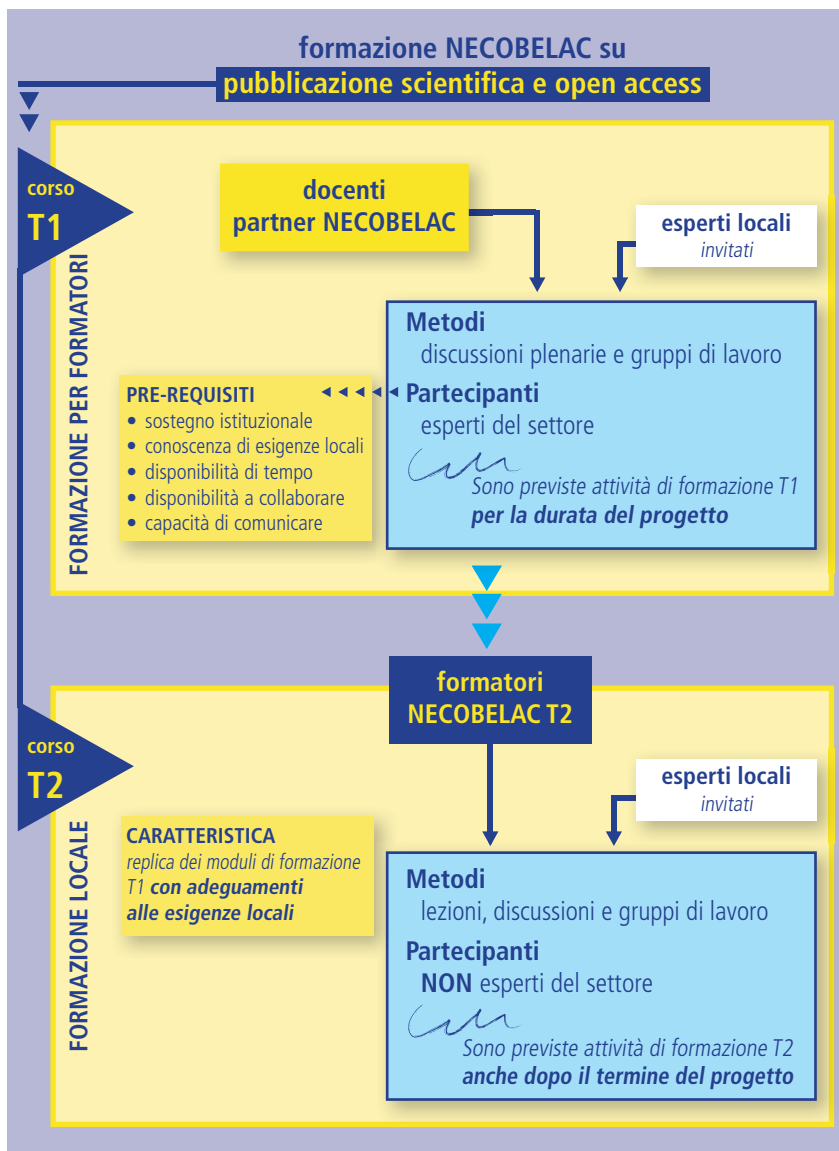 formazione NECOBELAC su
pubblicazione scientifica e open access
corso
T1
FORMAZIONE PER FORMATORI
docenti
partner NECOBELAC
esperti locali
invitati
Metodi
discussioni plenarie e gruppi di lavoro
Partecipanti
esperti del settore
Sono previste attività di formazione T1
per la durata del progetto
PRE-REQUISITI
• sostegno istituzionale
• conoscenza di esigenze locali
• disponibilità di tempo
• disponibilità a collaborare
• capacità di comunicare
formatori
NECOBELAC T2
corso
T2
FORMAZIONE LOCALE
esperti locali
invitati
CARATTERISTICA
replica dei moduli di formazione
T1 con adeguamenti
alle esigenze locali
Metodi
lezioni, discussioni e gruppi di lavoro
Partecipanti
NON esperti del settore
Sono previste attività di formazione T2
anche dopo il termine del progetto